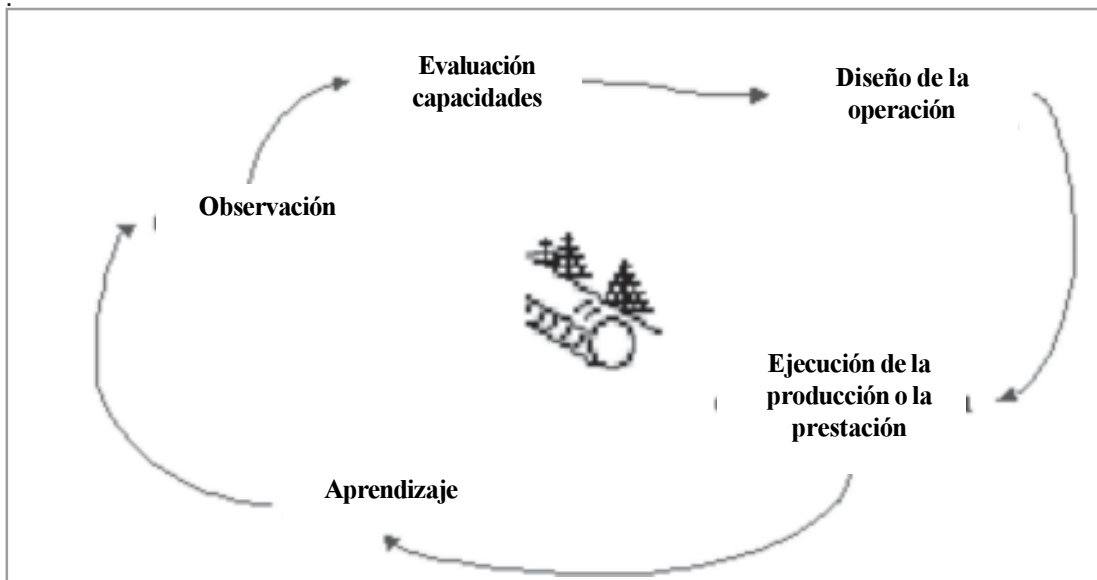 Evaluación
capacidades
Diseño de la
operación
Observación
Ejecución de la
producción o la
prestación
Aprendizaje